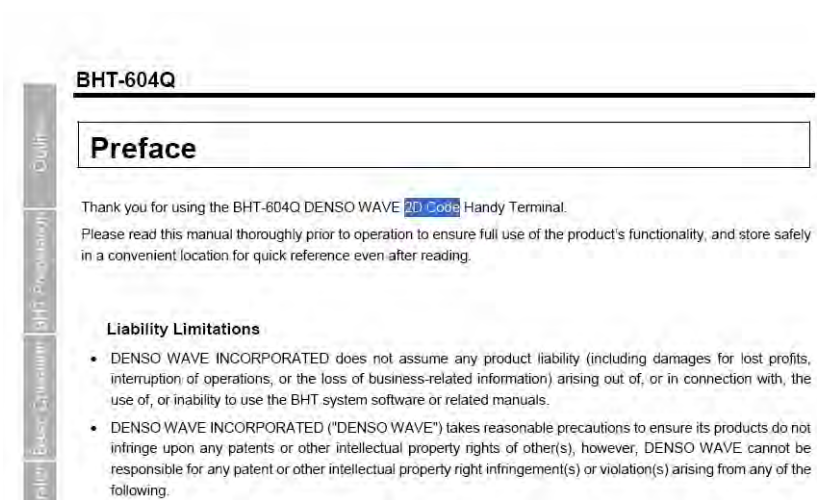 BHT-604Q
Preface
Thank you for using the BHT-604Q DENSO WAVE 2D Code Handy Terminal.
Please read this manual thoroughly prior to operation to ensure full use of the product's functionality, and store safely
in a convenient location for quick reference even after reading.
Liability Limitations
• DENSO WAVE INCORPORATED does not assume any product liability (including damages for lost profits,
interruption of operations, or the loss of business-related information) arising out of, or in connection with, the
use of, or inability to use the BHT system software or related manuals.
• DENSO WAVE INCORPORATED ("DENSO WAVE") takes reasonable precautions to ensure its products do not
infringe upon any patents or other intellectual property rights of other(s), however, DENSO WAVE cannot be
responsible for any patent or other intellectual property right infringement(s) or violation(s) arising from any of the
following.
BHT Preparation
Basic Operation